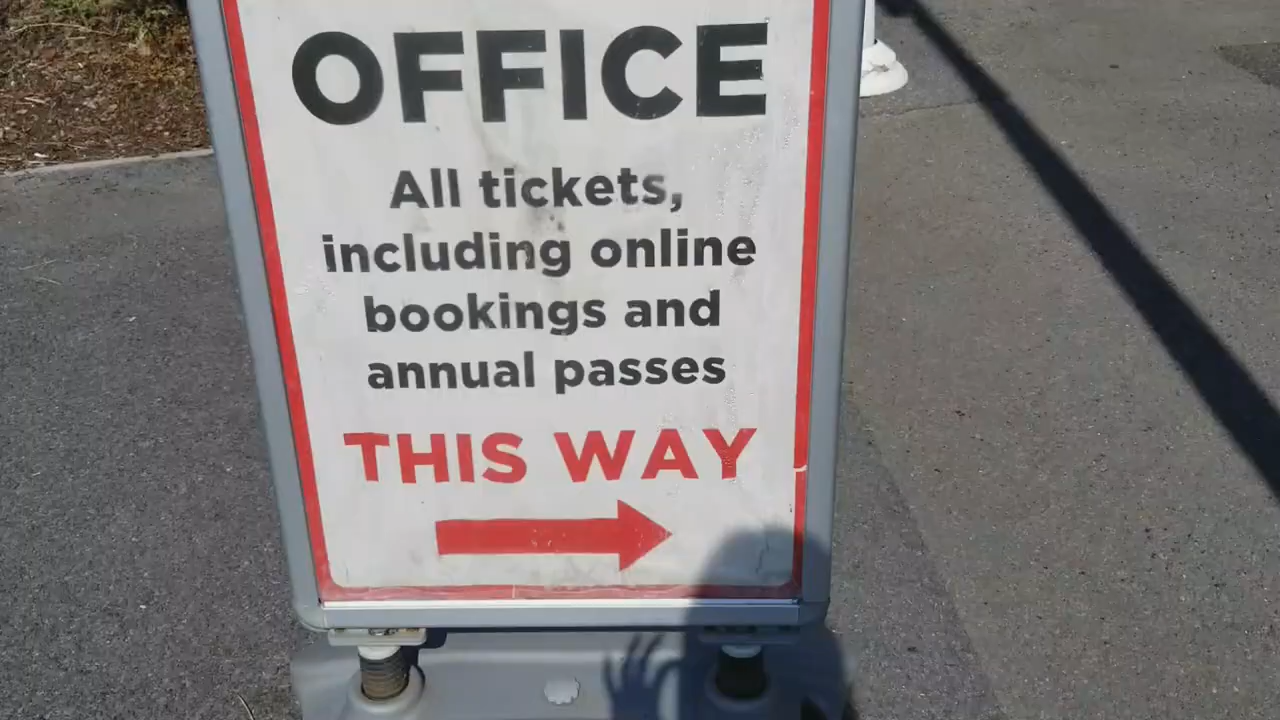 OFFICE
All tickets,
including online
bookings and
annual passes
THIS WAY